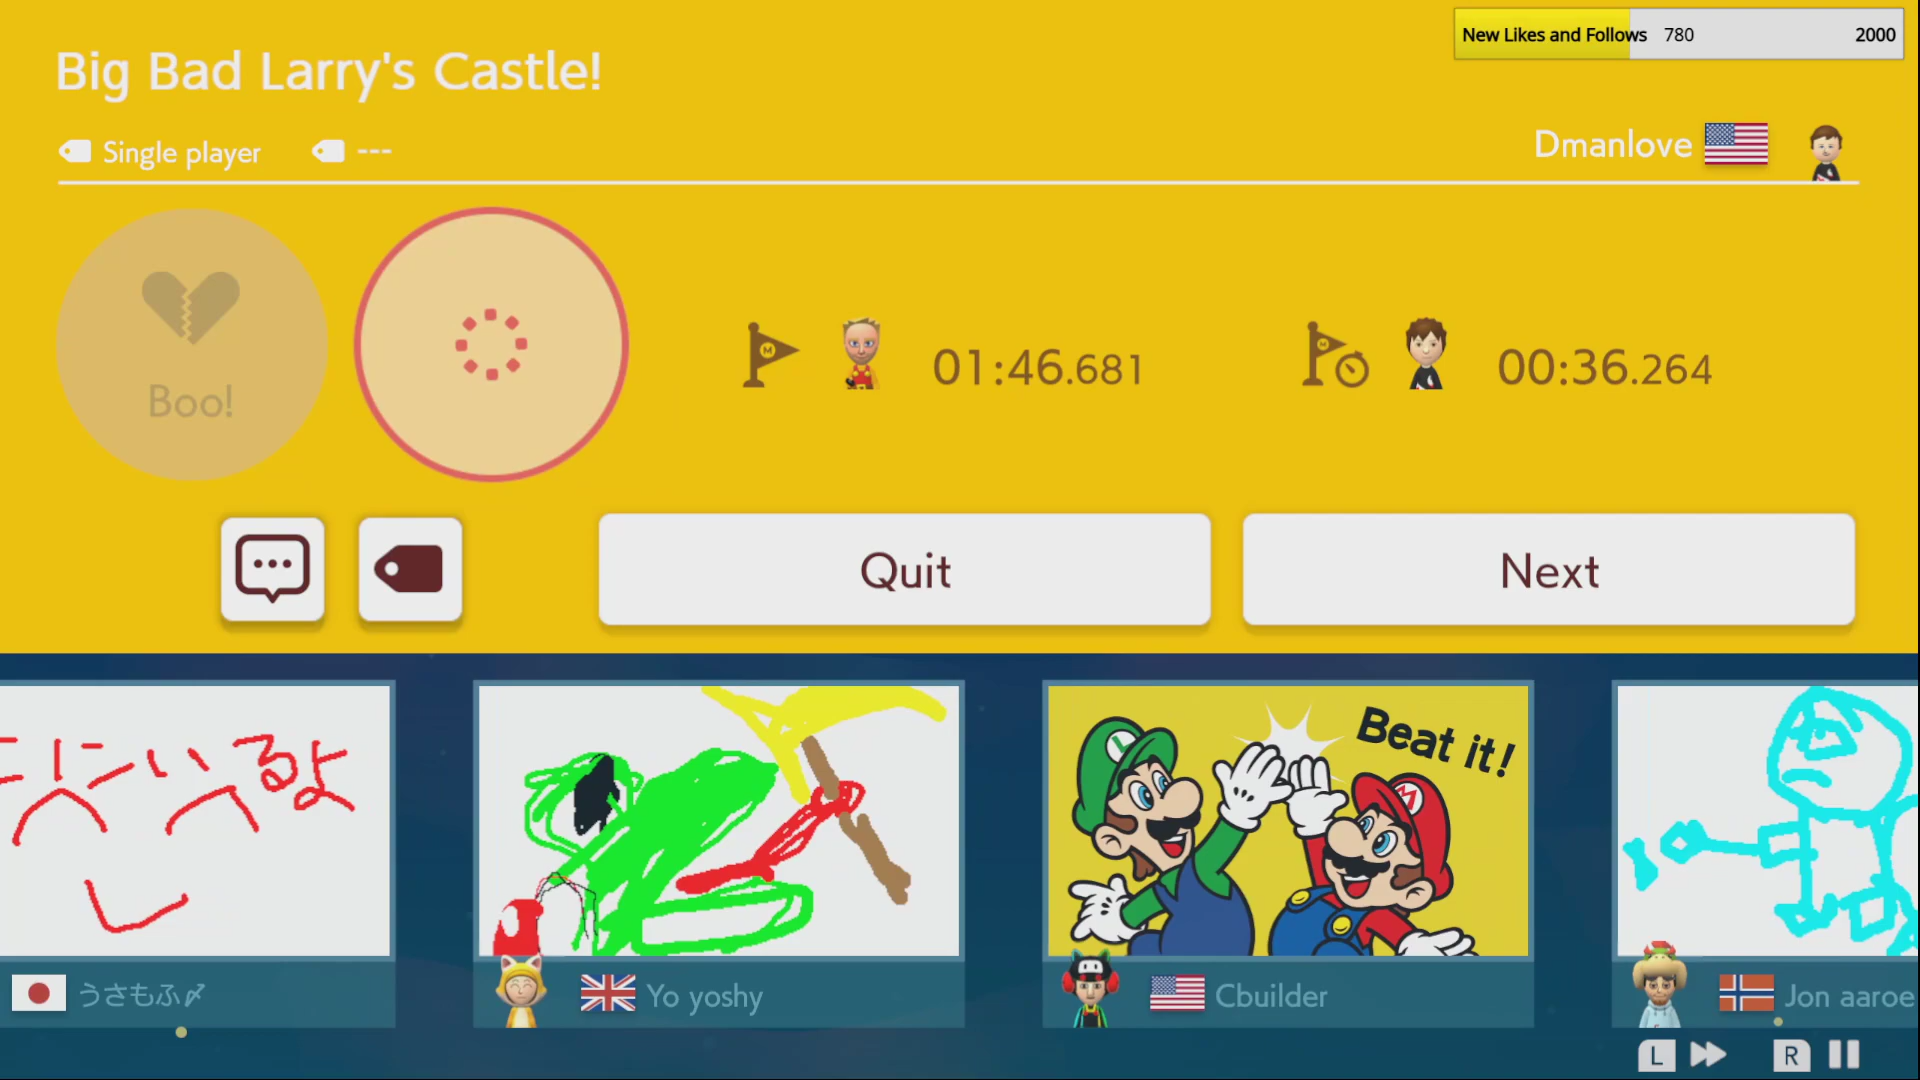 New Likes and Follows 780 2000
Big Bad Larry's Castle!
Single player ---
Dmanlove
Boo!
01:46.681
00:36.264
Quit
Next
Beat it!
うさもふ〆
Yo yoshy
Cbuilder
Jon aaroe
L
R